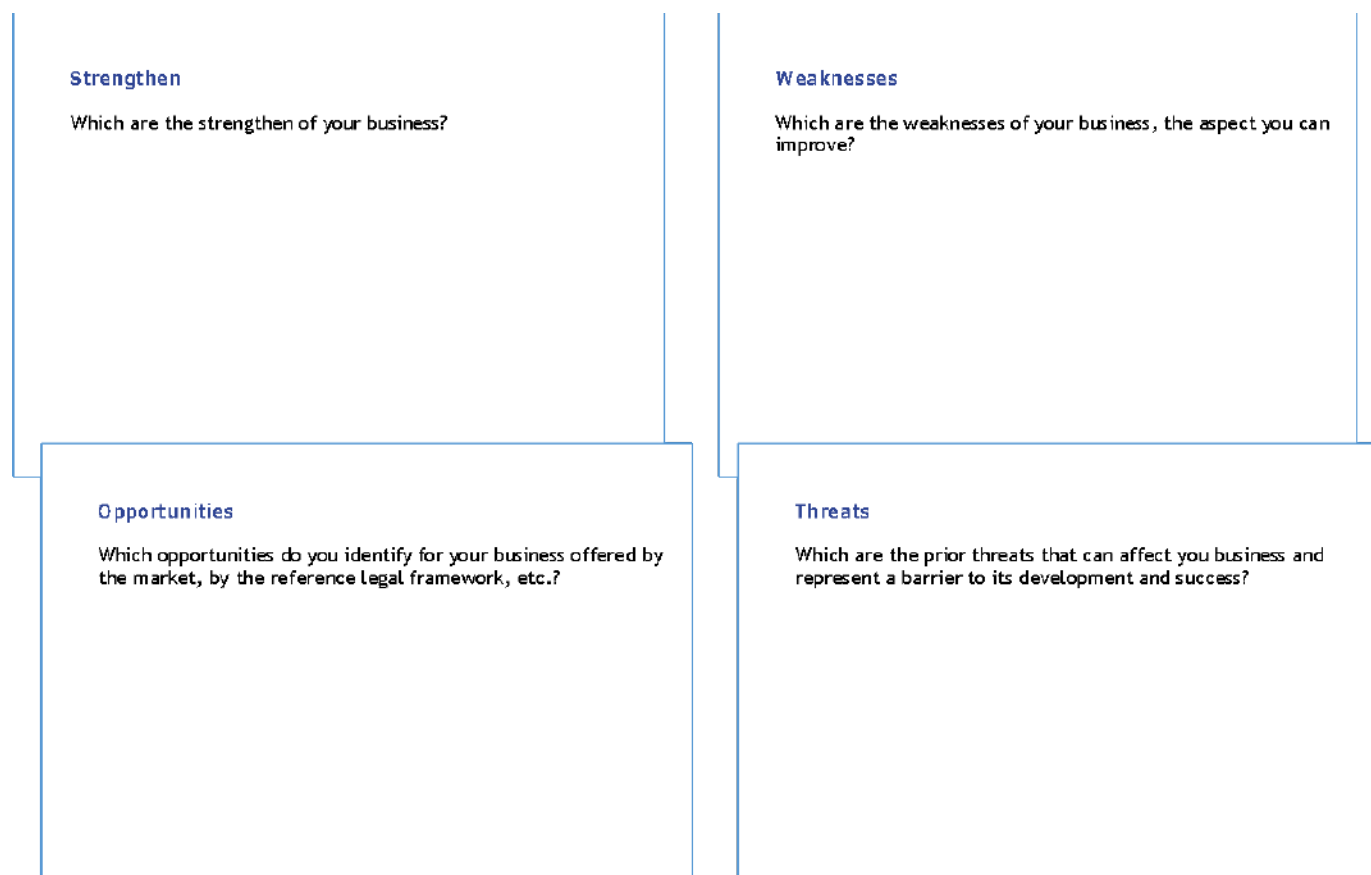 Strengthen
Which are the strengthen of your business?
Weaknesses
Which are the weaknesses of your business, the aspect you can
improve?
Opportunities
Which opportunities do you identify for your business offered by
the market, by the reference legal framework, etc.?
Threats
Which are the prior threats that can affect you business and
represent a barrier to its development and success?